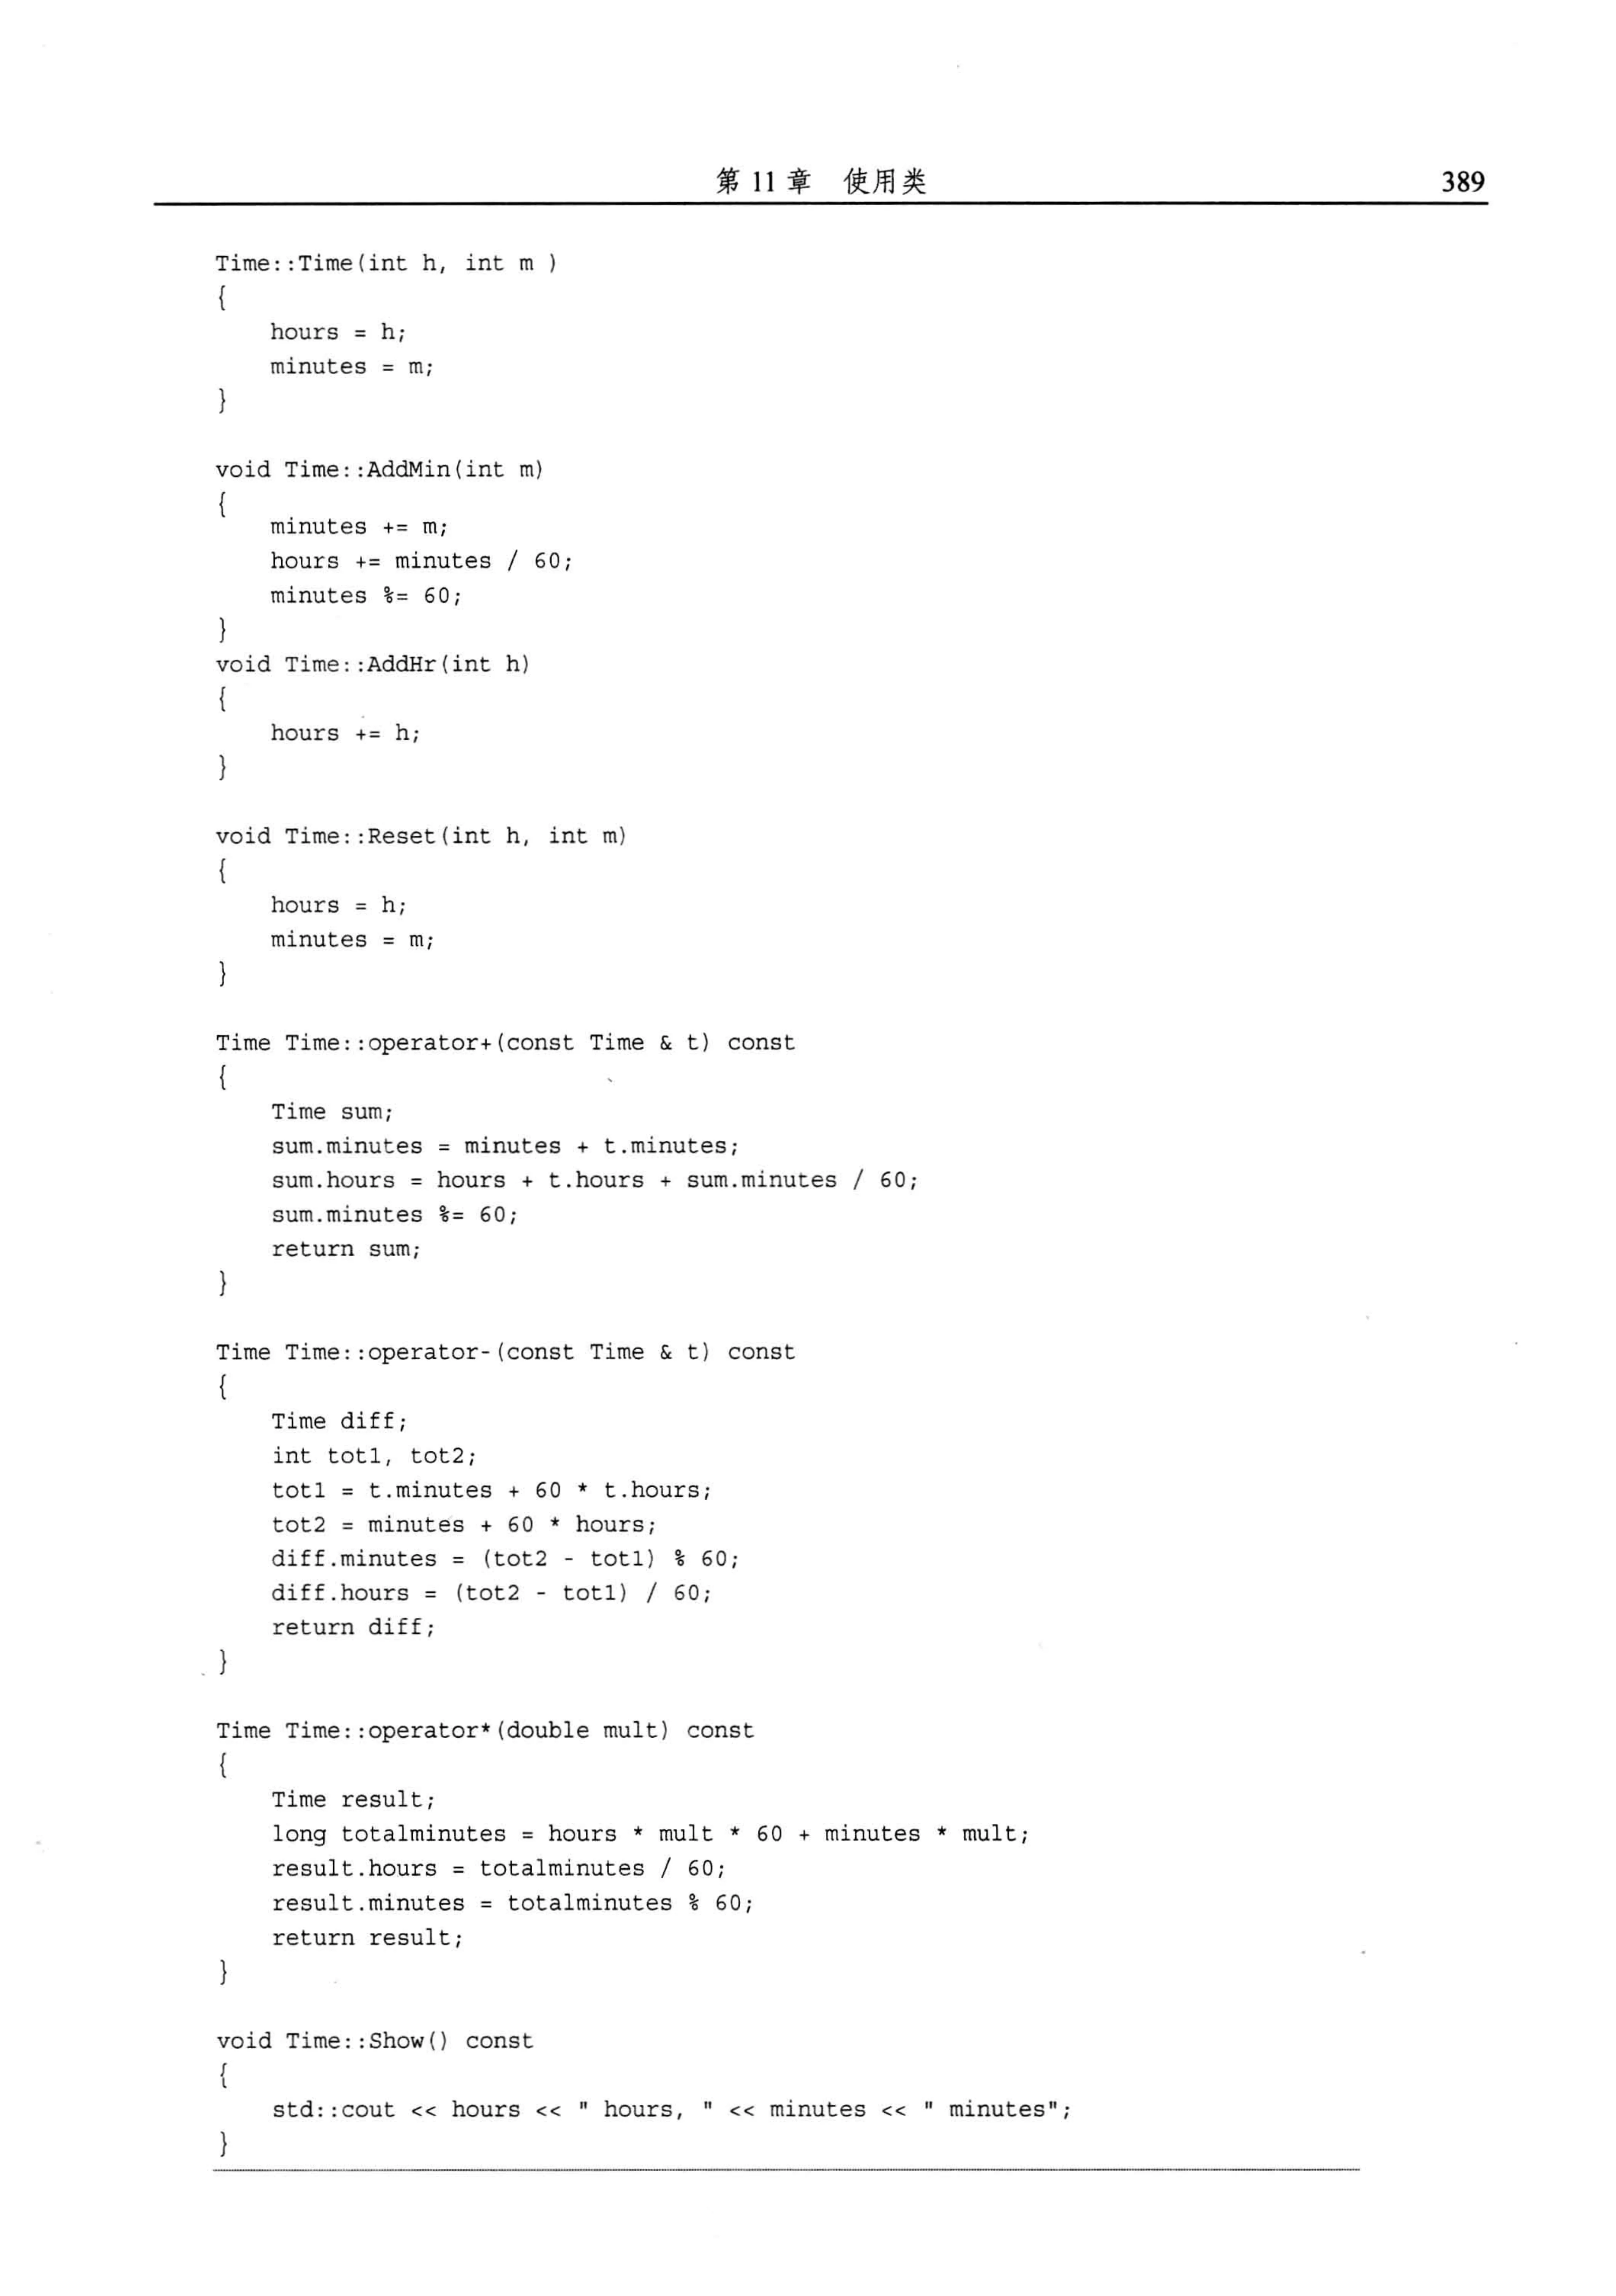 第 11 章 使用类 389
Time::Time(int h, int m )
{
    hours = h;
    minutes = m;
}
void Time::AddMin(int m)
{
    minutes += m;
    hours += minutes / 60;
    minutes %= 60;
}
void Time::AddHr(int h)
{
    hours += h;
}
void Time::Reset(int h, int m)
{
    hours = h;
    minutes = m;
}
Time Time::operator+(const Time & t) const
{
    Time sum;
    sum.minutes = minutes + t.minutes;
    sum.hours = hours + t.hours + sum.minutes / 60;
    sum.minutes %= 60;
    return sum;
}
Time Time::operator-(const Time & t) const
{
    Time diff;
    int tot1, tot2;
    tot1 = t.minutes + 60 * t.hours;
    tot2 = minutes + 60 * hours;
    diff.minutes = (tot2 - tot1) % 60;
    diff.hours = (tot2 - tot1) / 60;
    return diff;
}
Time Time::operator*(double mult) const
{
    Time result;
    long totalminutes = hours * mult * 60 + minutes * mult;
    result.hours = totalminutes / 60;
    result.minutes = totalminutes % 60;
    return result;
}
void Time::Show() const
{
    std::cout << hours << " hours, " << minutes << " minutes";
}